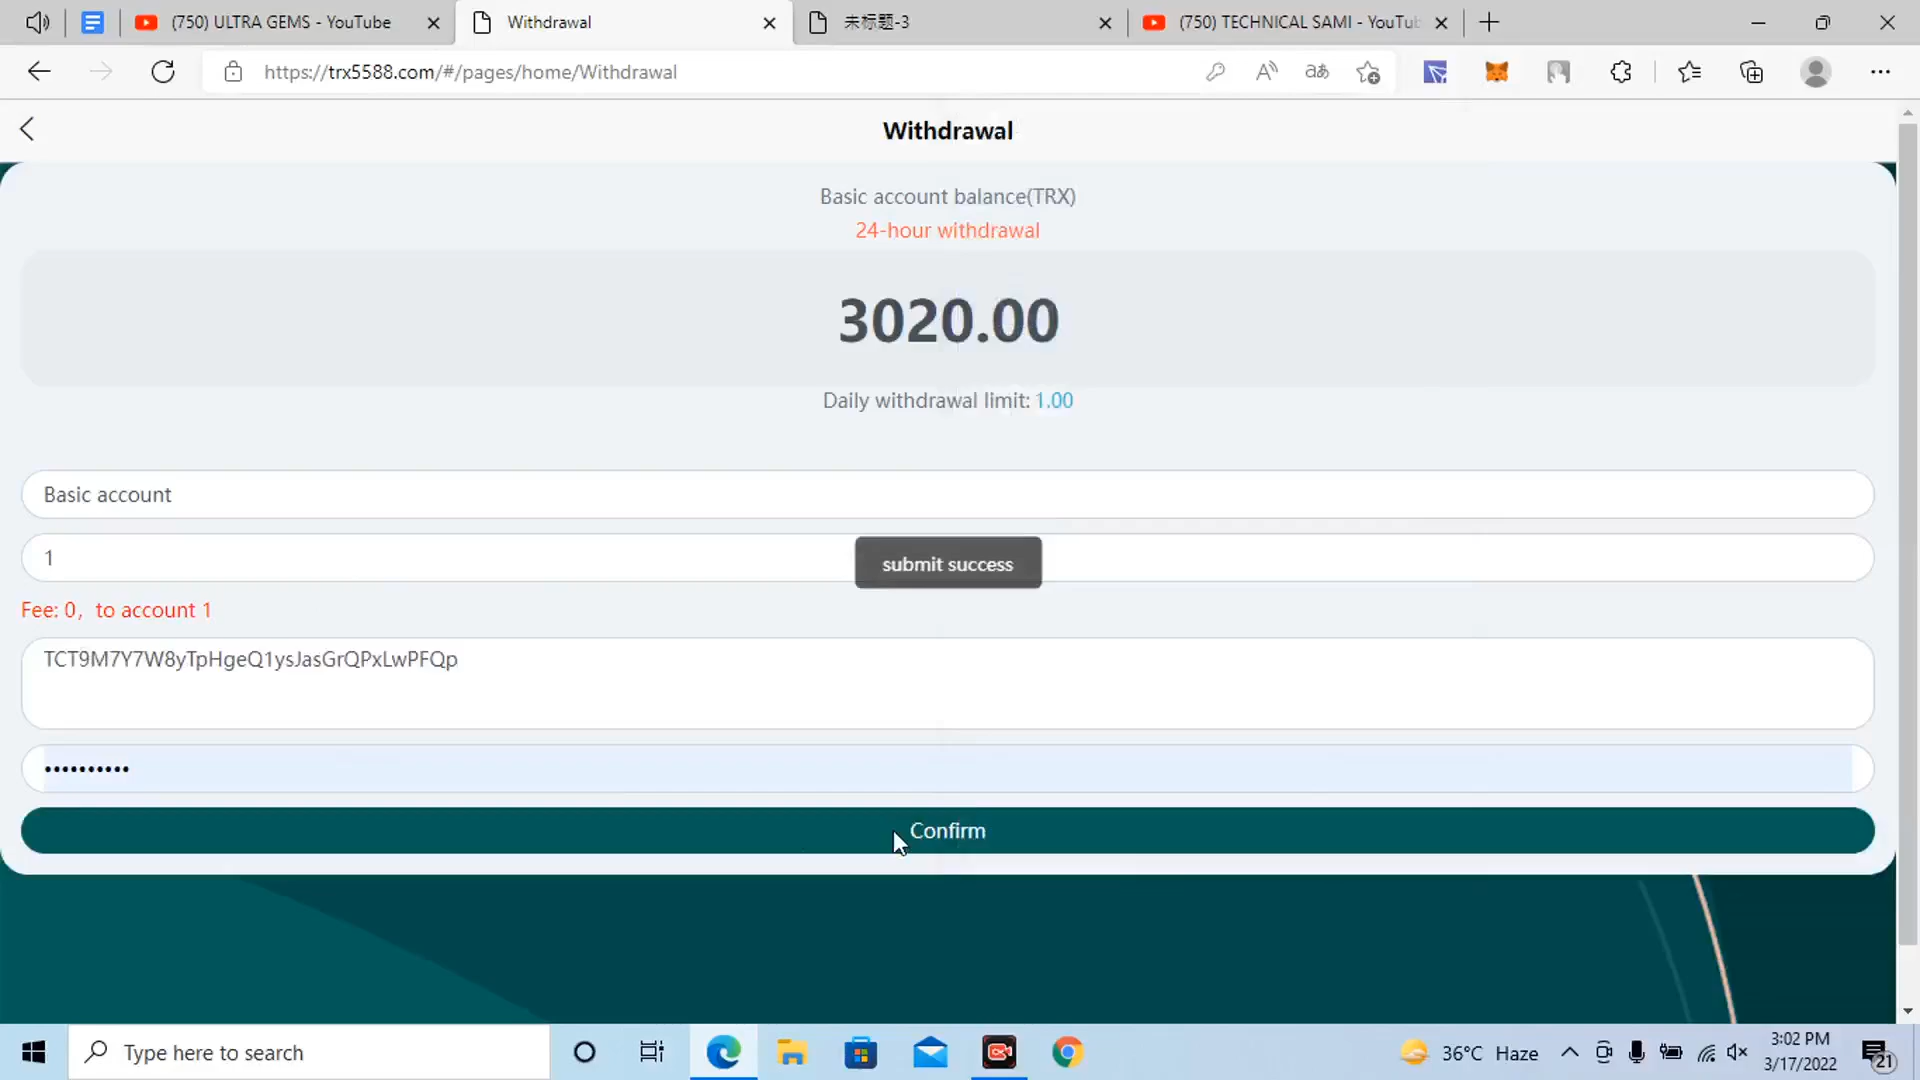 (750) ULTRA GEMS - YouTube
Withdrawal
未标题-3
(750) TECHNICAL SAMI - YouTub
https://trx5588.com/#/pages/home/Withdrawal
Withdrawal
Basic account balance(TRX)
24-hour withdrawal
3020.00
Daily withdrawal limit: 1.00
Basic account
1
submit success
Fee: 0，to account 1
TCT9M7Y7W8yTpHgeQ1ysJasGrQPxLwPFQp
••••••••••
Confirm
Type here to search
36°C Haze
3:02 PM
3/17/2022
21